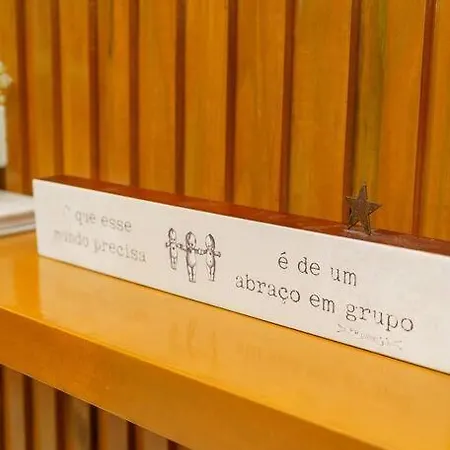 O que esse
mundo precisa
é de um
abraço em grupo